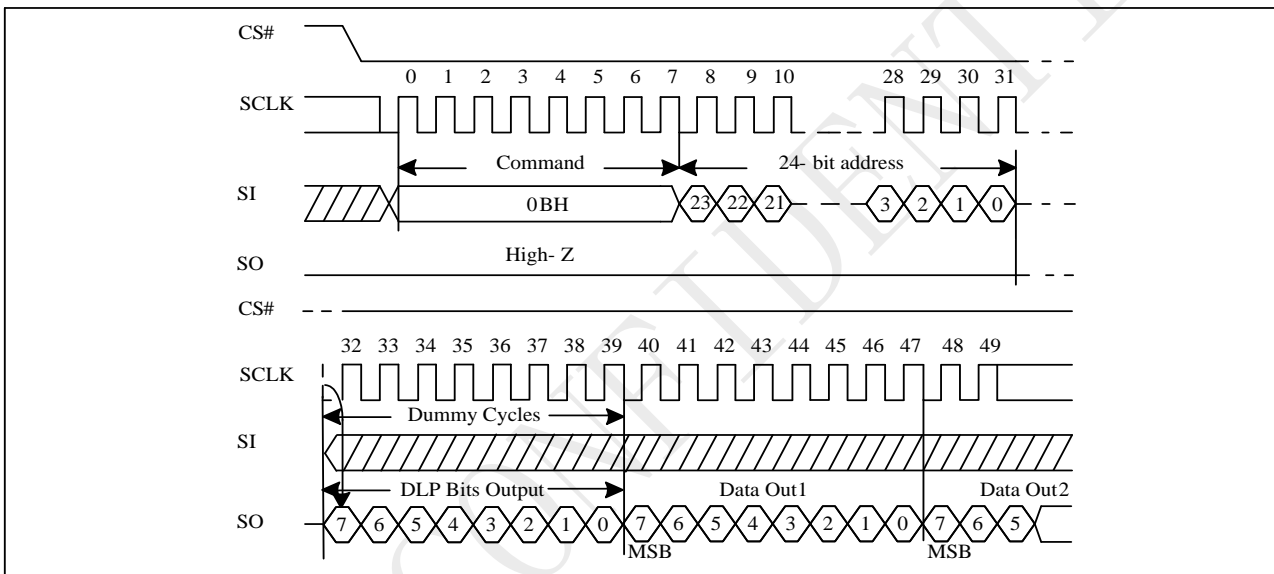 CS#
0 1 2 3 4 5 6 7 8 9 10 28 29 30 31
SCLK
Command 24- bit address
SI 0BH 23 22 21 3 2 1 0
High- Z
SO
CS#
32 33 34 35 36 37 38 39 40 41 42 43 44 45 46 47 48 49
SCLK
Dummy Cycles
SI
DLP Bits Output Data Out1 Data Out2
SO 7 6 5 4 3 2 1 0 7 6 5 4 3 2 1 0 7 6 5
MSB MSB
CONFIDENT